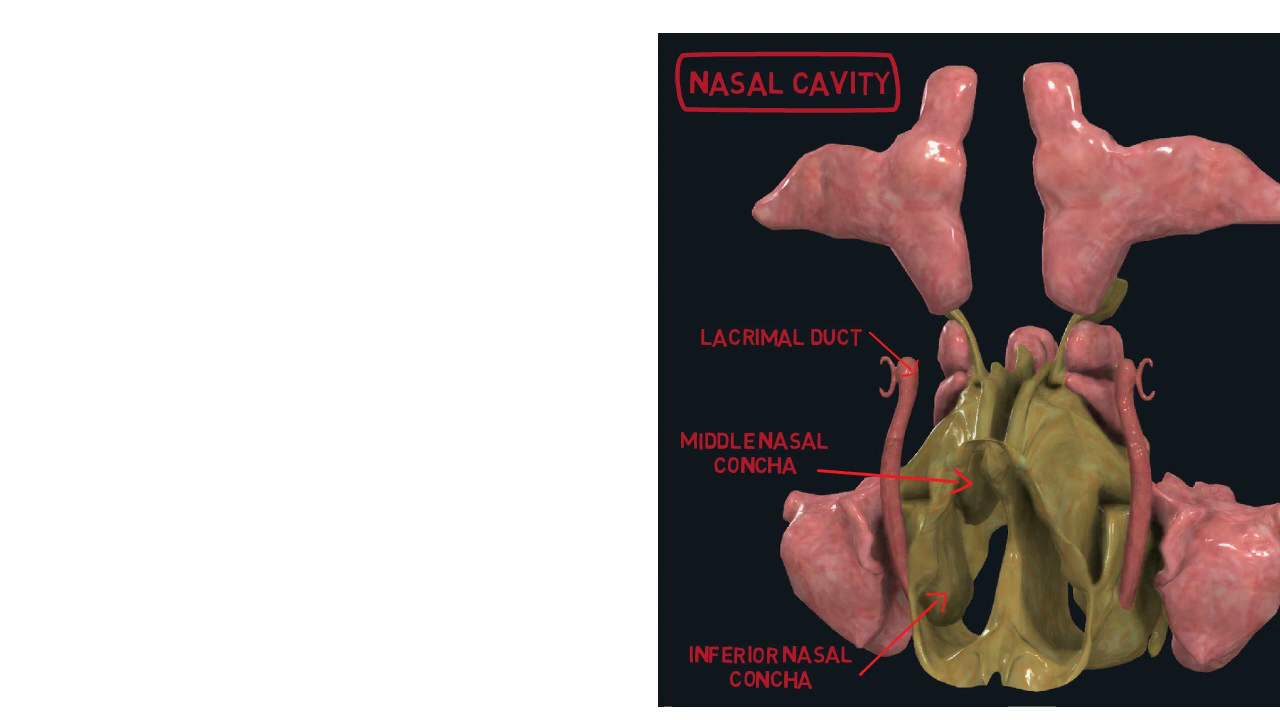 NASAL CAVITY
LACRIMAL DUCT
MIDDLE NASAL
CONCHA
INFERIOR NASAL
CONCHA